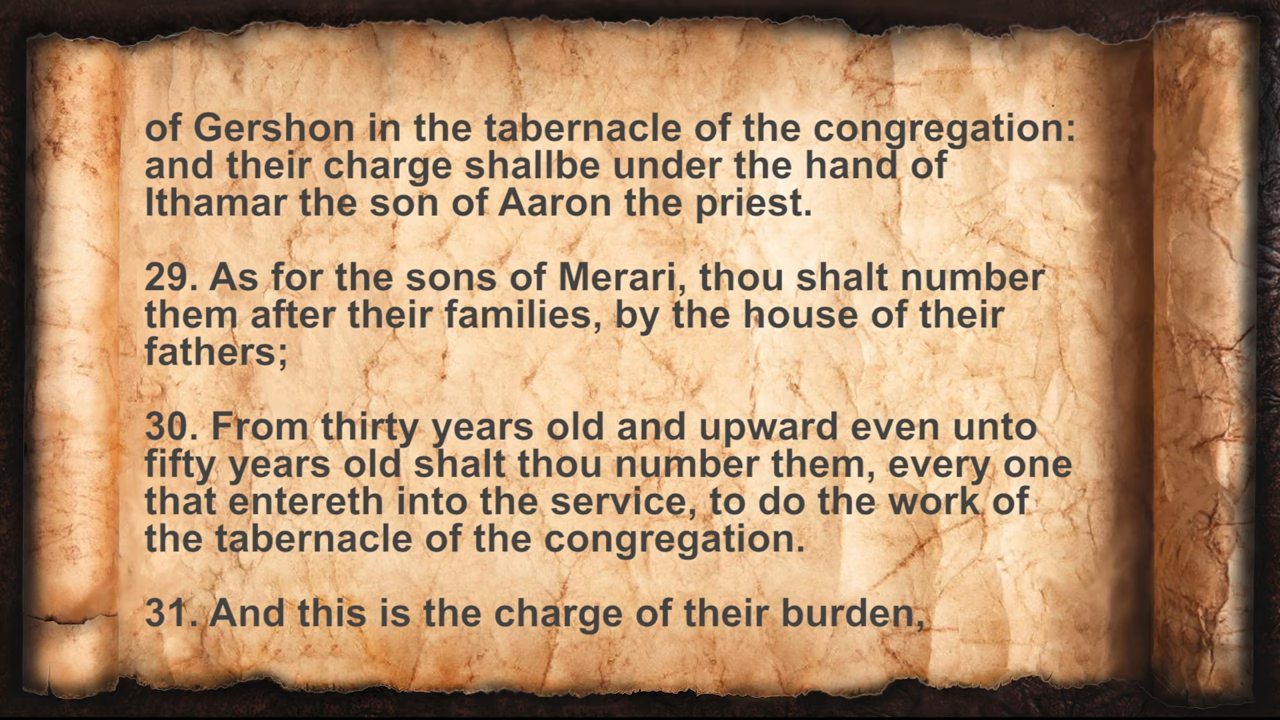 of Gershon in the tabernacle of the congregation:
and their charge shallbe under the hand of
Ithamar the son of Aaron the priest.
29. As for the sons of Merari, thou shalt number
them after their families, by the house of their
fathers;
30. From thirty years old and upward even unto
fifty years old shalt thou number them, every one
that entereth into the service, to do the work of
the tabernacle of the congregation.
31. And this is the charge of their burden,